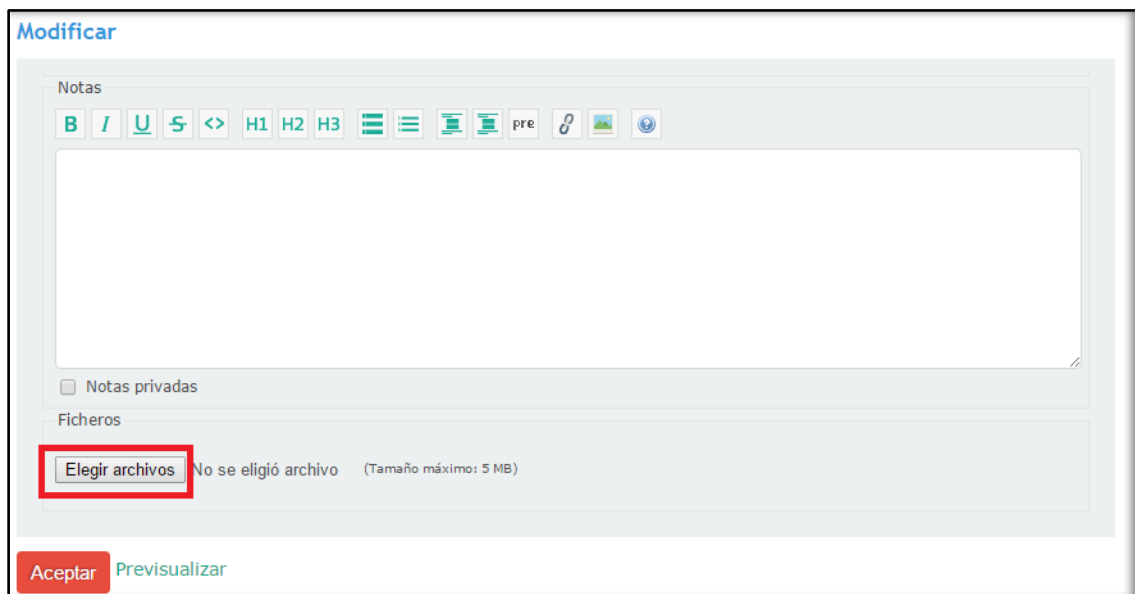 Modificar
Notas
B I U S <> H1 H2 H3 pre
Notas privadas
Ficheros
Elegir archivos No se eligió archivo (Tamaño máximo: 5 MB)
Aceptar Previsualizar